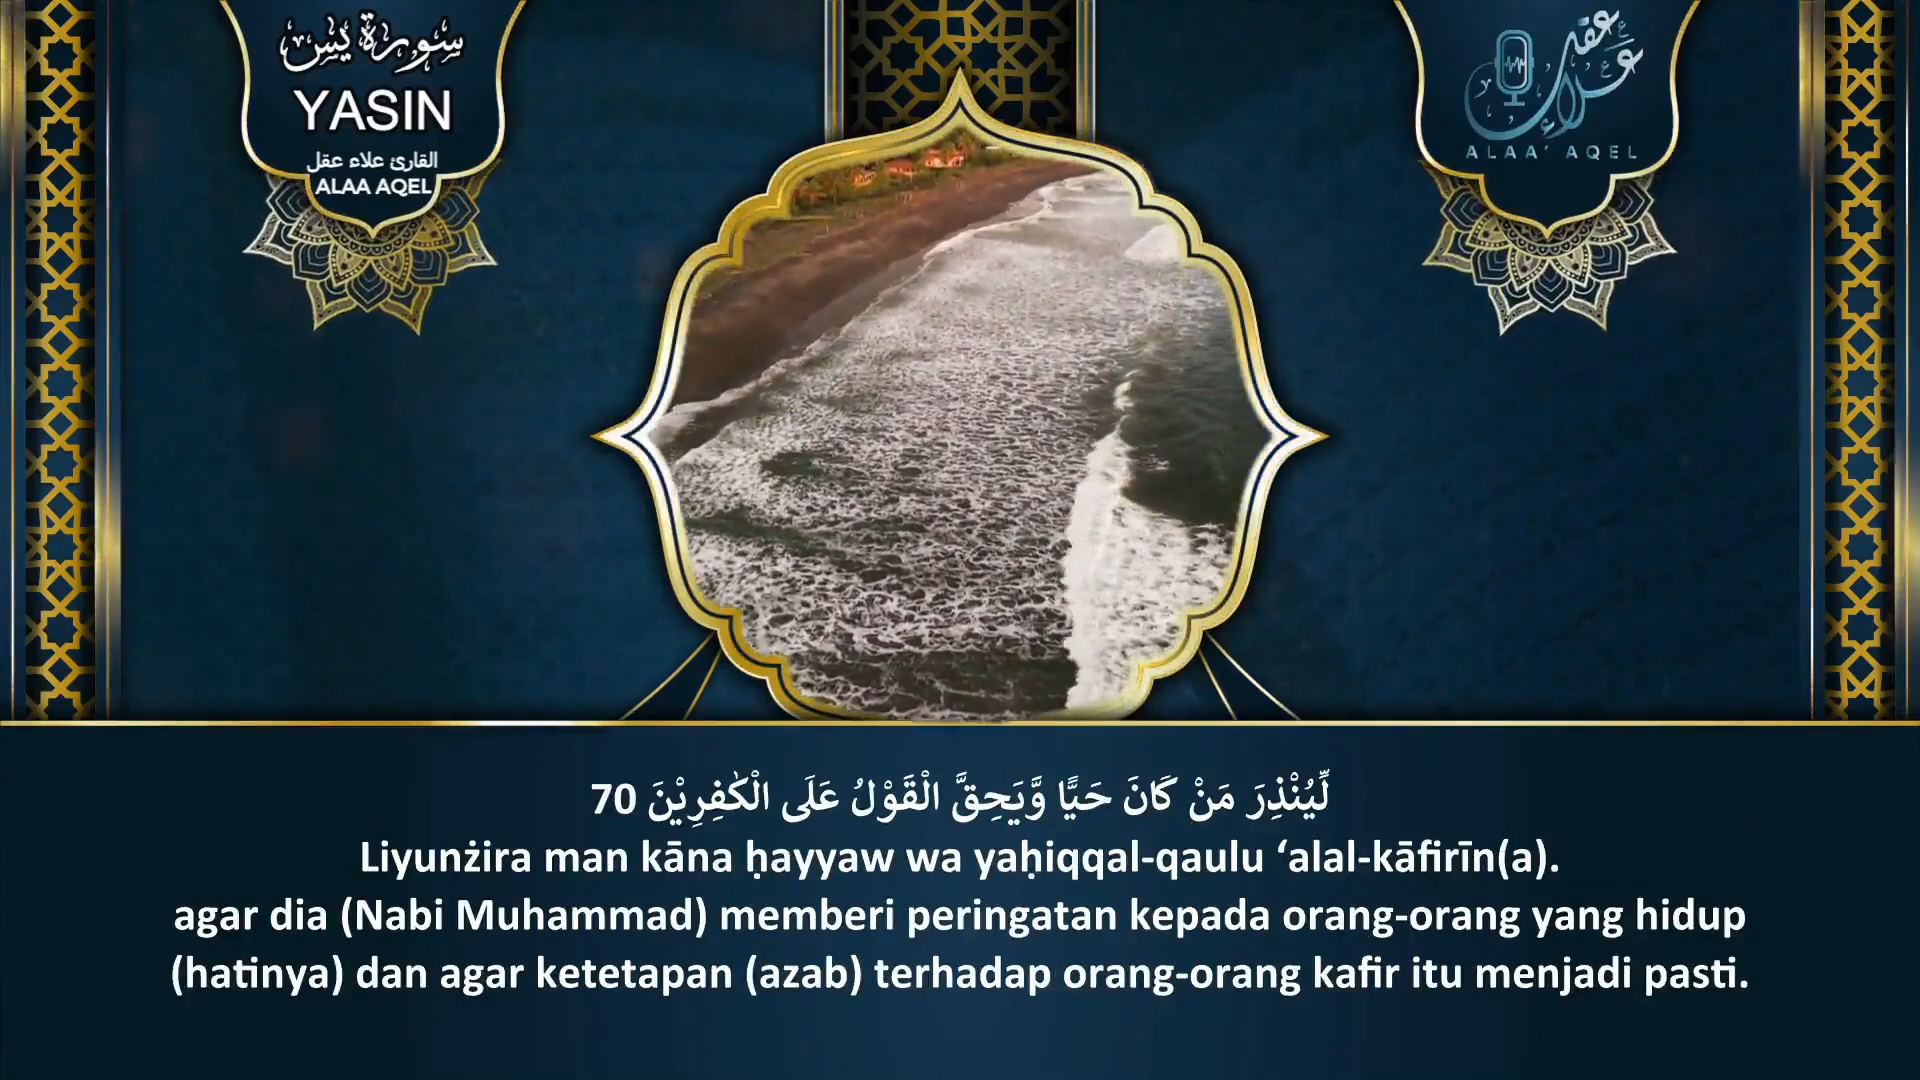 سورة يس
YASIN
القارئ علاء عقل
ALAA AQEL
علاء عقل
ALAA' AQEL
لِّيُنْذِرَ مَنْ كَانَ حَيًّا وَّيَحِقَّ الْقَوْلُ عَلَى الْكٰفِرِيْنَ 70
Liyunżira man kāna ḥayyaw wa yaḥiqqal-qaulu ‘alal-kāfirīn(a).
agar dia (Nabi Muhammad) memberi peringatan kepada orang-orang yang hidup
(hatinya) dan agar ketetapan (azab) terhadap orang-orang kafir itu menjadi pasti.